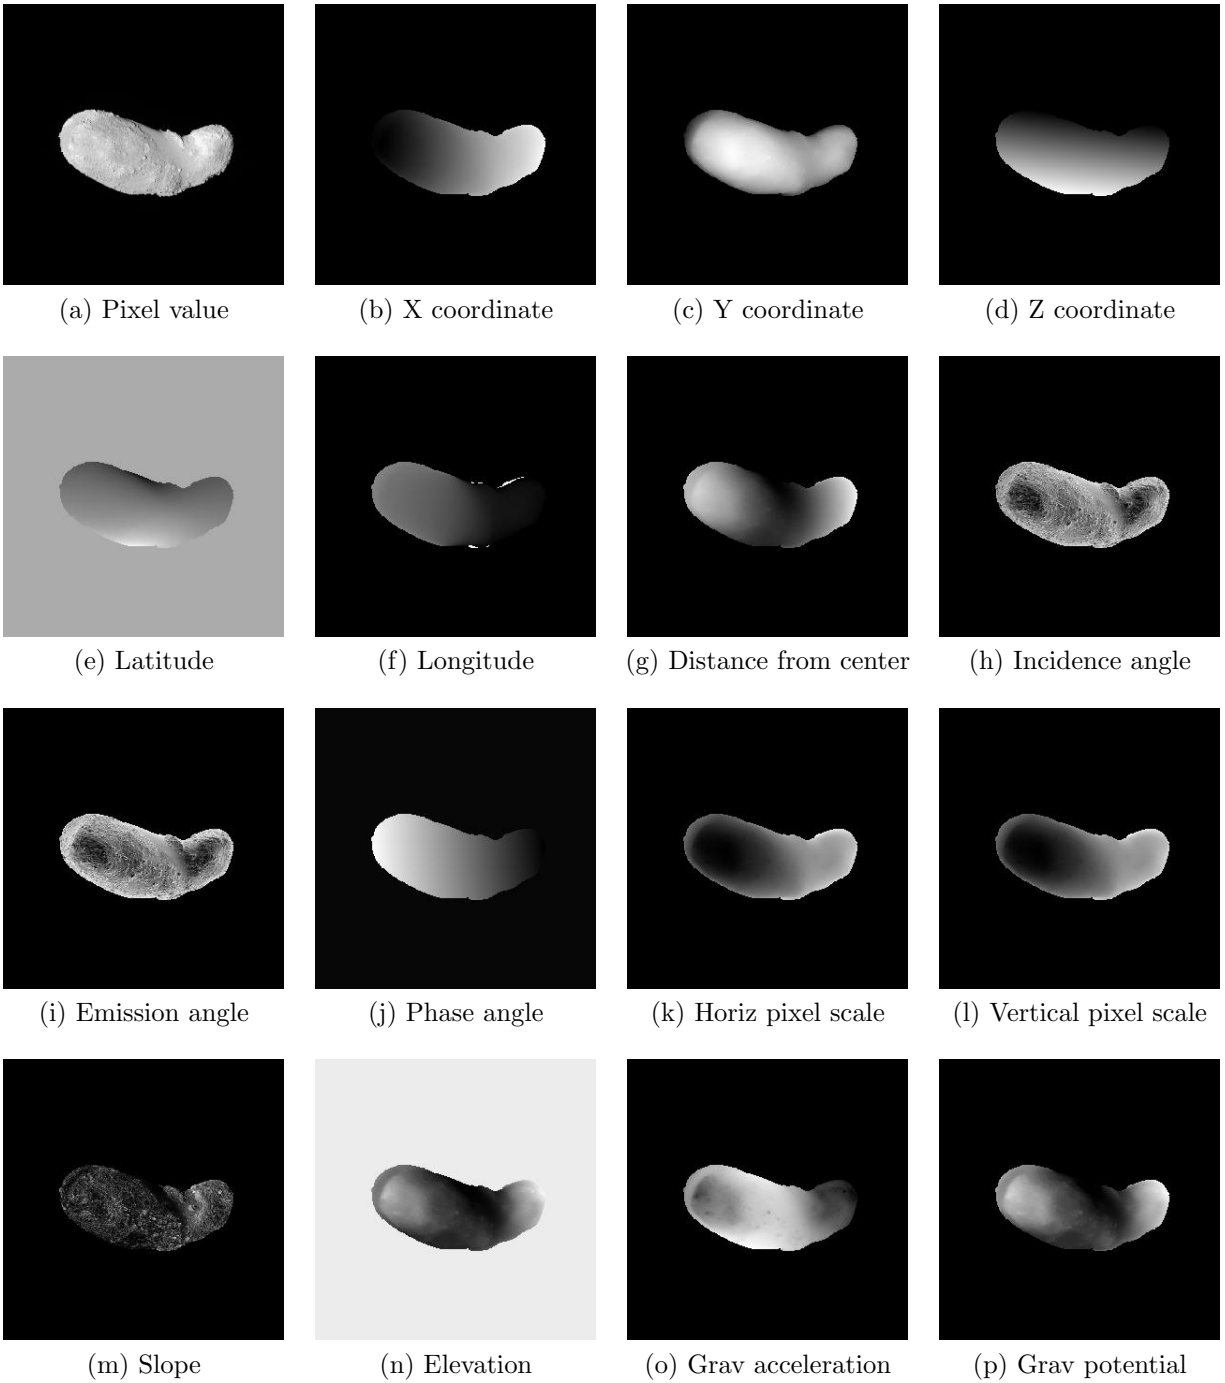 (a) Pixel value
(b) X coordinate
(c) Y coordinate
(d) Z coordinate
(e) Latitude
(f) Longitude
(g) Distance from center
(h) Incidence angle
(i) Emission angle
(j) Phase angle
(k) Horiz pixel scale
(l) Vertical pixel scale
(m) Slope
(n) Elevation
(o) Grav acceleration
(p) Grav potential